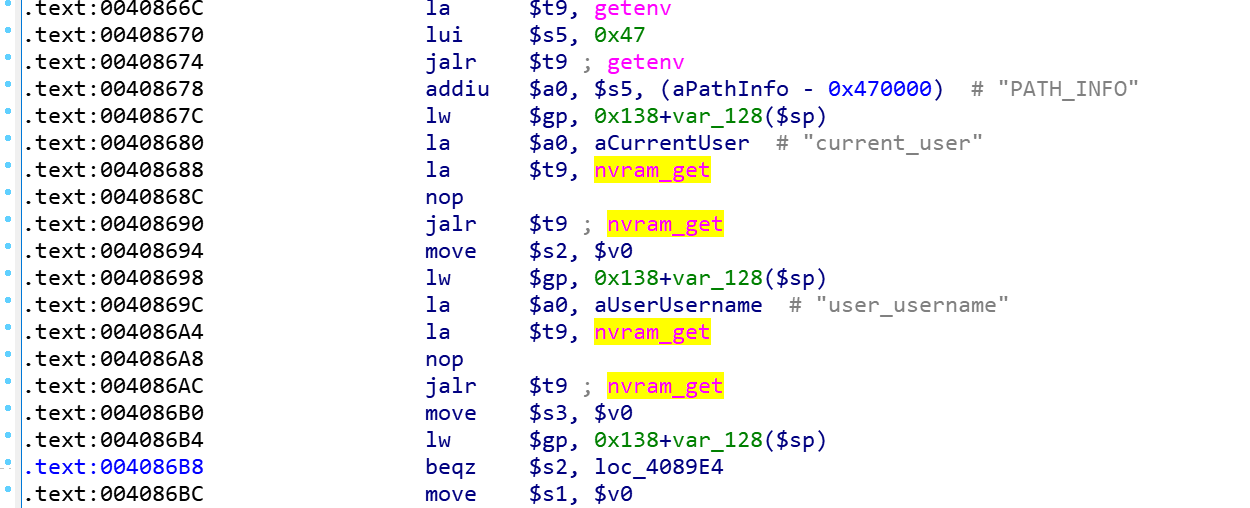 .text:0040866C la $t9, getenv
.text:00408670 lui $s5, 0x47
.text:00408674 jalr $t9 ; getenv
.text:00408678 addiu $a0, $s5, (aPathInfo - 0x470000) # "PATH_INFO"
.text:0040867C lw $gp, 0x138+var_128($sp)
.text:00408680 la $a0, aCurrentUser # "current_user"
.text:00408688 la $t9, nvram_get
.text:0040868C nop
.text:00408690 jalr $t9 ; nvram_get
.text:00408694 move $s2, $v0
.text:00408698 lw $gp, 0x138+var_128($sp)
.text:0040869C la $a0, aUserUsername # "user_username"
.text:004086A4 la $t9, nvram_get
.text:004086A8 nop
.text:004086AC jalr $t9 ; nvram_get
.text:004086B0 move $s3, $v0
.text:004086B4 lw $gp, 0x138+var_128($sp)
.text:004086B8 beqz $s2, loc_4089E4
.text:004086BC move $s1, $v0